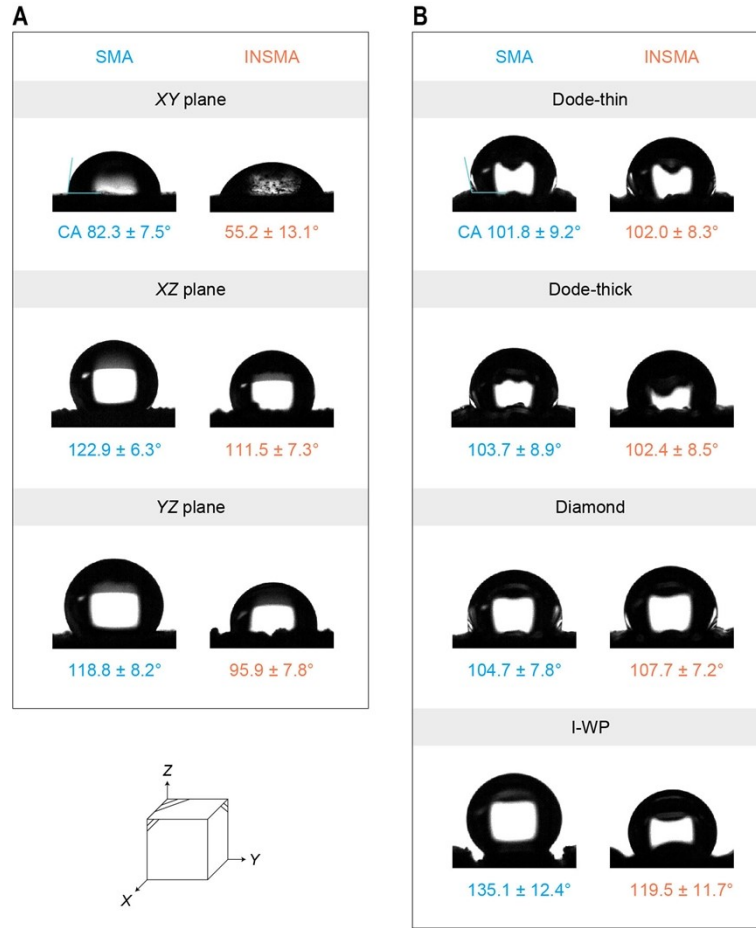 A
SMA INSMA
XY plane
CA 82.3 ± 7.5° 55.2 ± 13.1°
XZ plane
122.9 ± 6.3° 111.5 ± 7.3°
YZ plane
118.8 ± 8.2° 95.9 ± 7.8°
Z
Y
X
B
SMA INSMA
Dode-thin
CA 101.8 ± 9.2° 102.0 ± 8.3°
Dode-thick
103.7 ± 8.9° 102.4 ± 8.5°
Diamond
104.7 ± 7.8° 107.7 ± 7.2°
I-WP
135.1 ± 12.4° 119.5 ± 11.7°